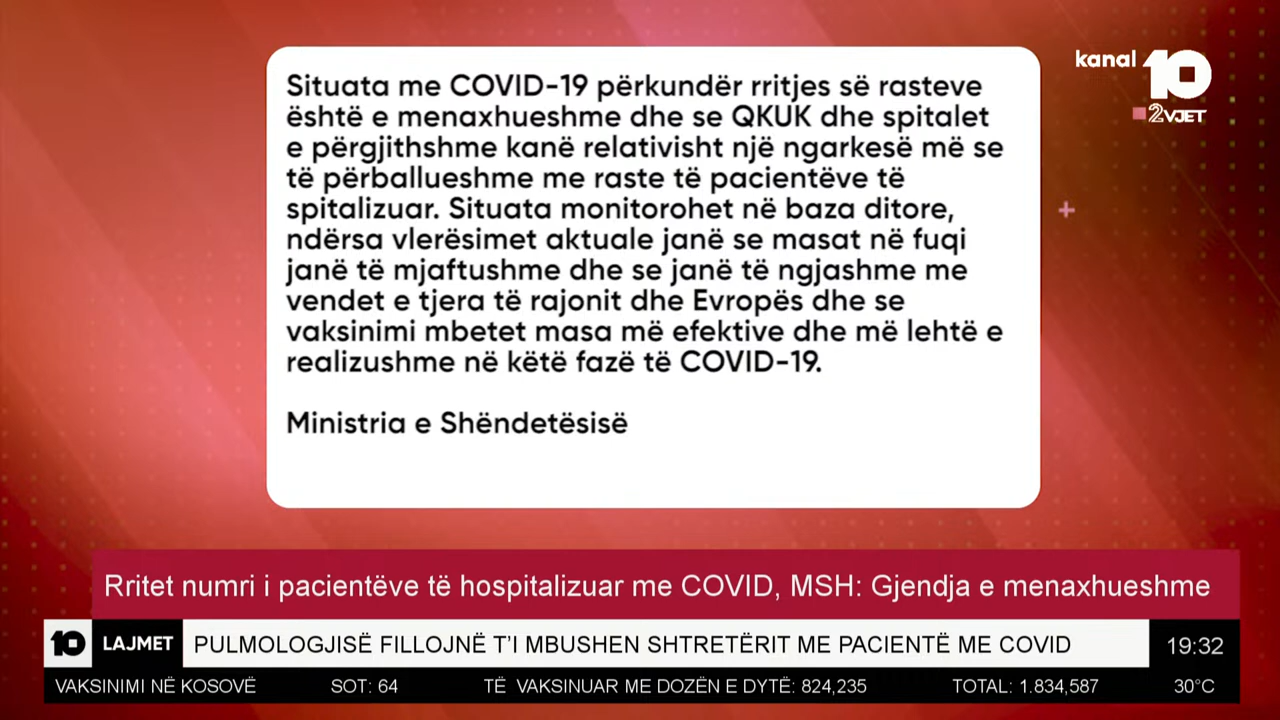 Situata me COVID-19 përkundër rritjes së rasteve
është e menaxhueshme dhe se QKUK dhe spitalet
e përgjithshme kanë relativisht një ngarkesë më se
të përballueshme me raste të pacientëve të
spitalizuar. Situata monitorohet në baza ditore,
ndërsa vlerësimet aktuale janë se masat në fuqi
janë të mjaftushme dhe se janë të ngjashme me
vendet e tjera të rajonit dhe Evropës dhe se
vaksinimi mbetet masa më efektive dhe më lehtë e
realizushme në këtë fazë të COVID-19.
Ministria e Shëndetësisë
kanal 10
2VJET
Rritet numri i pacientëve të hospitalizuar me COVID, MSH: Gjendja e menaxhueshme
10 LAJMET PULMOLOGJISË FILLOJNË T'I MBUSHEN SHTRETËRIT ME PACIENTË ME COVID 19:32
VAKSINIMI NË KOSOVË SOT: 64 TË VAKSINUAR ME DOZËN E DYTË: 824,235 TOTAL: 1.834,587 30°C